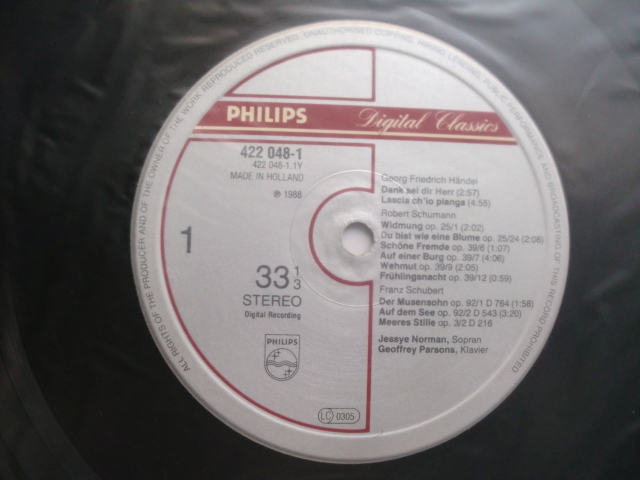 ALL RIGHTS OF THE PRODUCER AND OF THE OWNER OF THE WORK REPRODUCED RESERVED. UNAUTHORISED COPYING, HIRING, LENDING, PUBLIC PERFORMANCE AND BROADCASTING OF THIS RECORD PROHIBITED
PHILIPS
Digital Classics
422 048-1
422 048-1.1Y
MADE IN HOLLAND
℗ 1988
1
33 1/3
STEREO
Digital Recording
PHILIPS
LC 0305
Georg Friedrich Händel
Dank sei dir Herr (2:57)
Lascia ch'io pianga (4:55)
Robert Schumann
Widmung op. 25/1 (2:02)
Du bist wie eine Blume op. 25/24 (2:06)
Schöne Fremde op. 39/6 (1:07)
Auf einer Burg op. 39/7 (4:06)
Wehmut op. 39/9 (2:05)
Frühlingsnacht op. 39/12 (0:59)
Franz Schubert
Der Musensohn op. 92/1 D 764 (1:58)
Auf dem See op. 92/2 D 543 (3:20)
Meeres Stille op. 3/2 D 216
Jessye Norman, Sopran
Geoffrey Parsons, Klavier